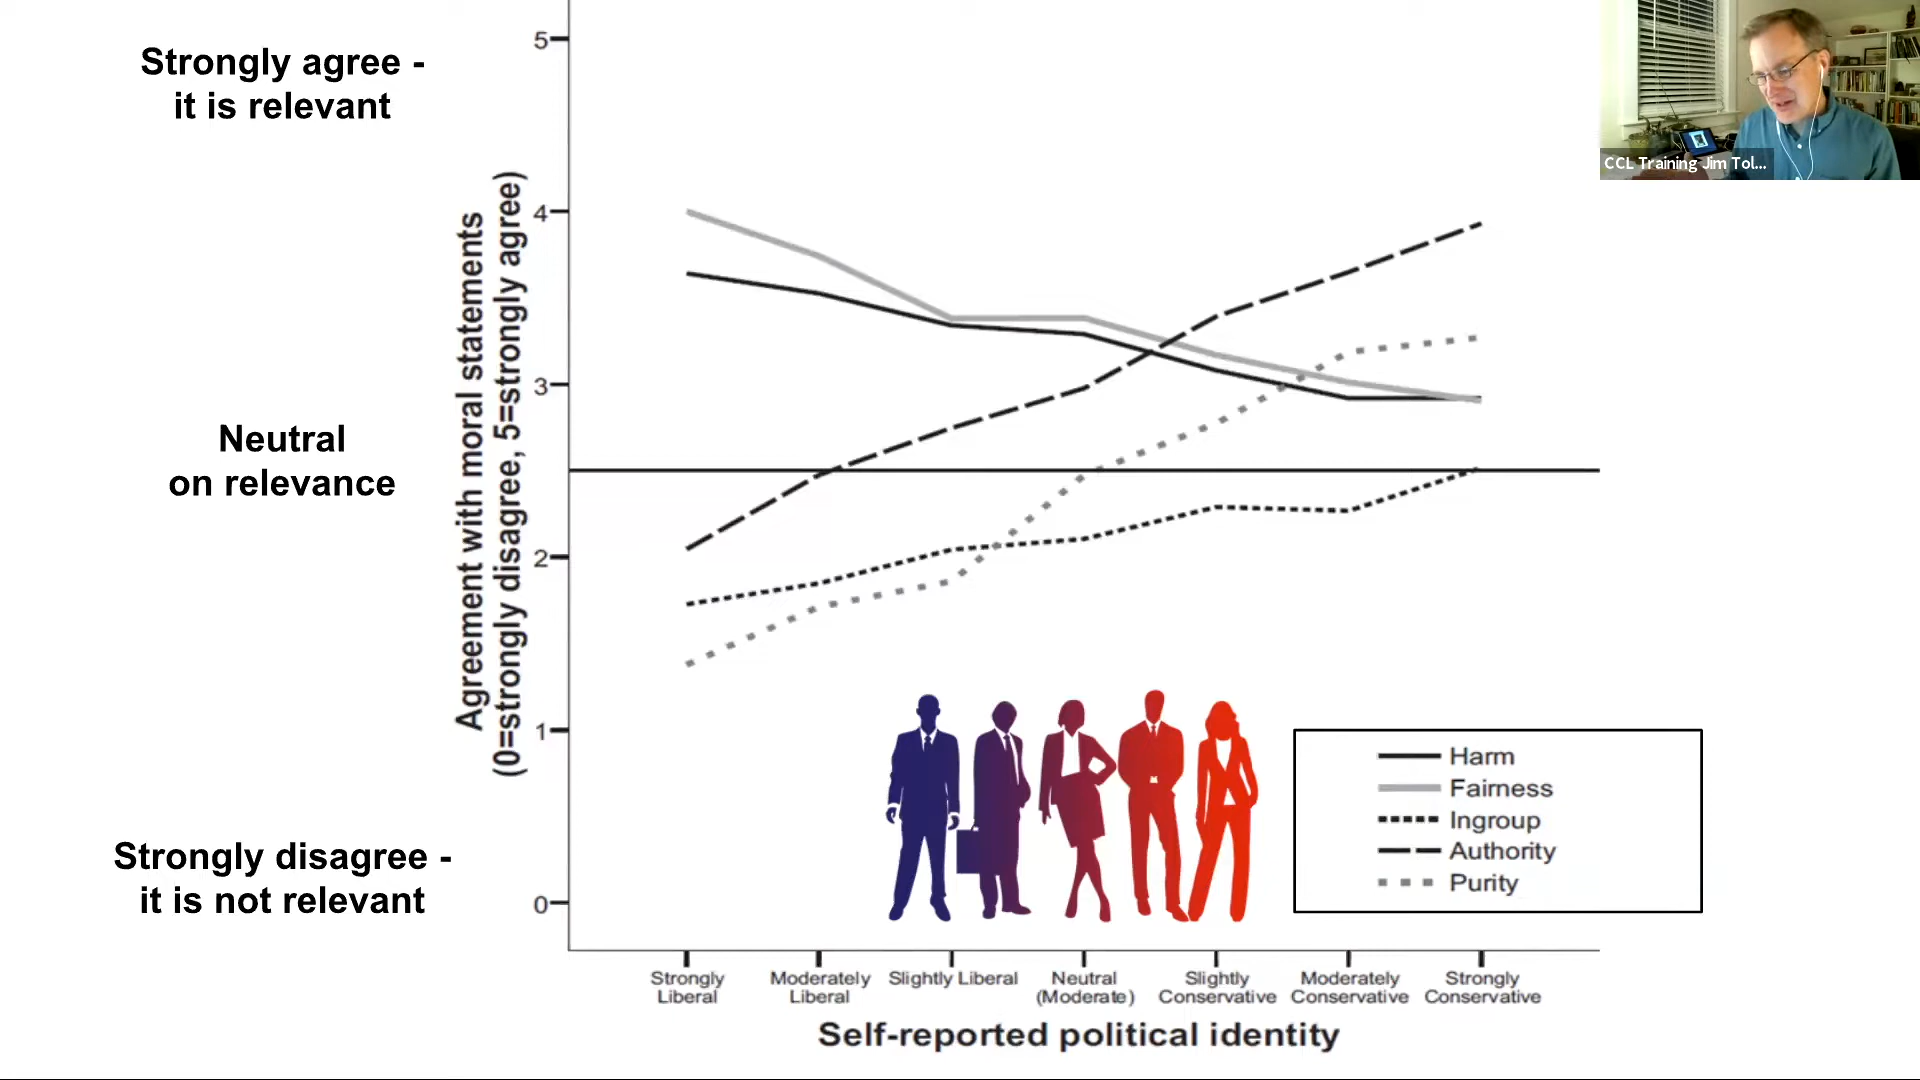 Strongly agree -
it is relevant
Neutral
on relevance
Strongly disagree -
it is not relevant
Agreement with moral statements
(0=strongly disagree, 5=strongly agree)
5
4
3
2
1
0
Harm
Fairness
Ingroup
Authority
Purity
Strongly
Liberal
Moderately
Liberal
Slightly Liberal
Neutral
(Moderate)
Slightly
Conservative
Moderately
Conservative
Strongly
Conservative
Self-reported political identity
CCL Training Jim Tol...